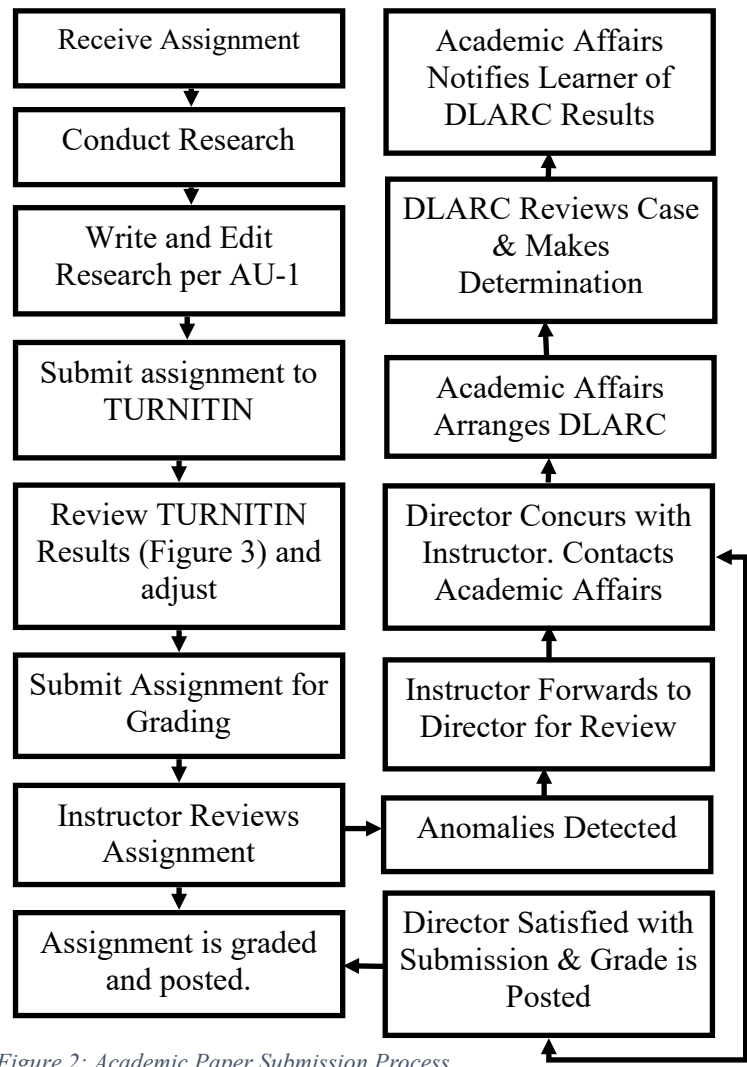 Receive Assignment
Conduct Research
Write and Edit
Research per AU-1
Submit assignment to
TURNITIN
Review TURNITIN
Results (Figure 3) and
adjust
Submit Assignment for
Grading
Instructor Reviews
Assignment
Assignment is graded
and posted.
Academic Affairs
Notifies Learner of
DLARC Results
DLARC Reviews Case
& Makes
Determination
Academic Affairs
Arranges DLARC
Director Concurs with
Instructor. Contacts
Academic Affairs
Instructor Forwards to
Director for Review
Anomalies Detected
Director Satisfied with
Submission & Grade is
Posted
Figure 2: Academic Paper Submission Process